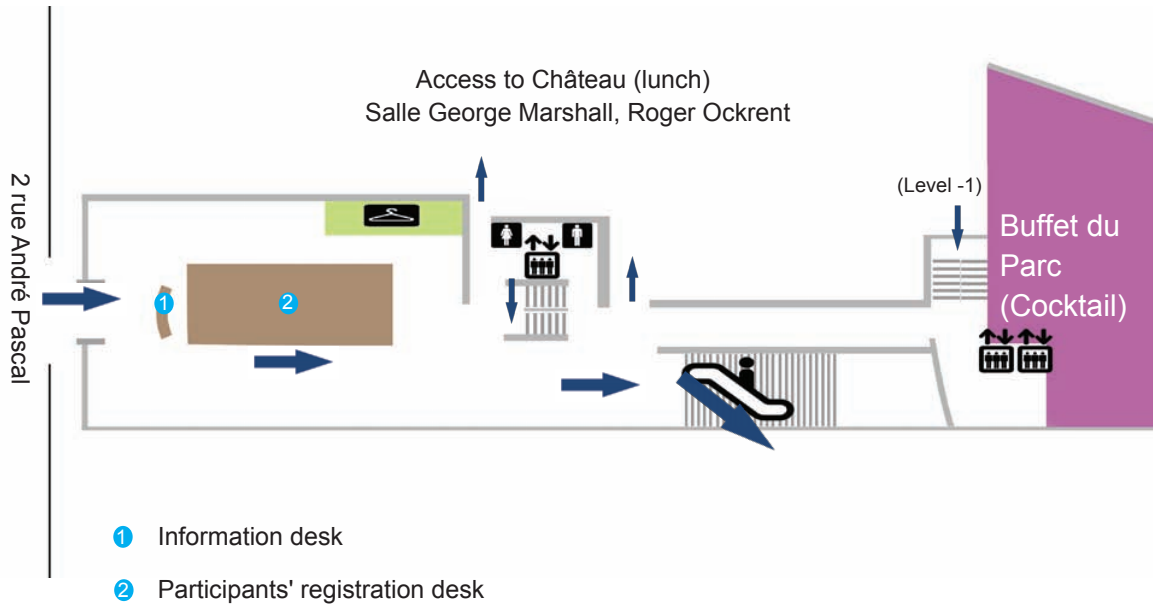 Access to Château (lunch)
Salle George Marshall, Roger Ockrent
2 rue André Pascal
(Level -1)
Buffet du
Parc
(Cocktail)
1
2
1 Information desk
2 Participants' registration desk